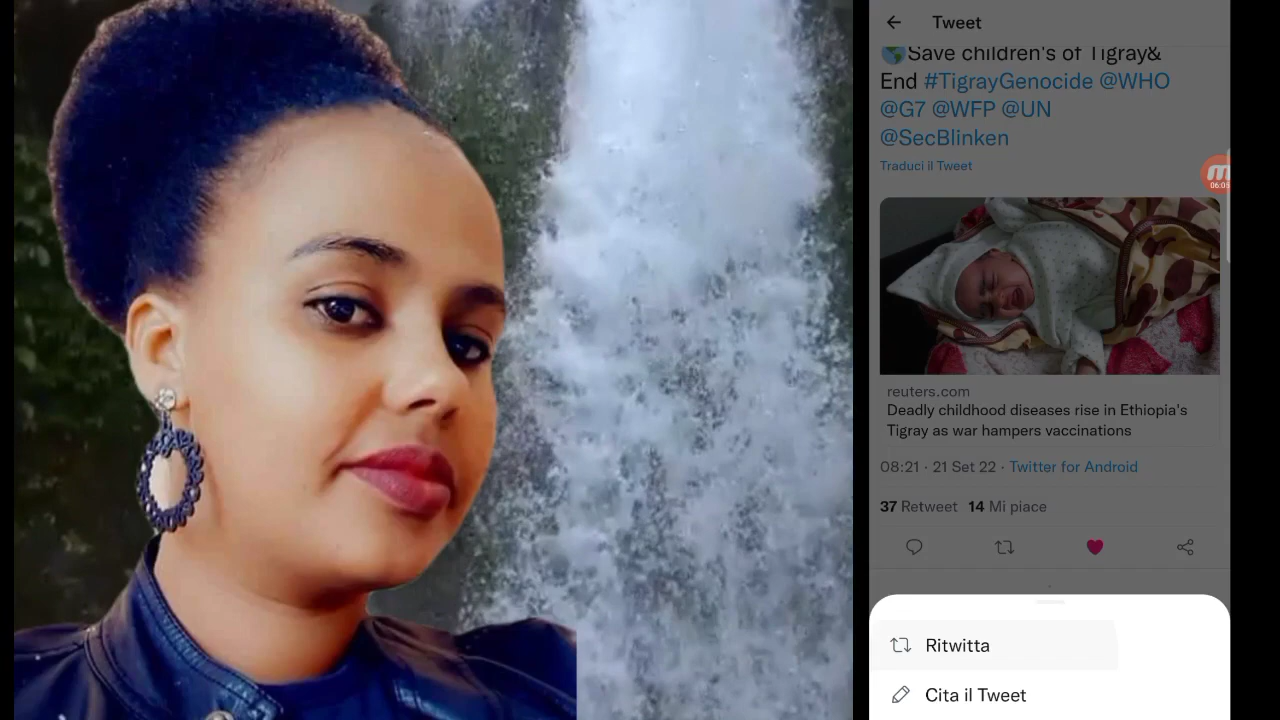 Tweet
Save children's of Tigray&
End #TigrayGenocide @WHO
@G7 @WFP @UN
@SecBlinken
Traduci il Tweet
06:05
reuters.com
Deadly childhood diseases rise in Ethiopia's
Tigray as war hampers vaccinations
08:21 · 21 Set 22 · Twitter for Android
37 Retweet 14 Mi piace
Ritwitta
Cita il Tweet